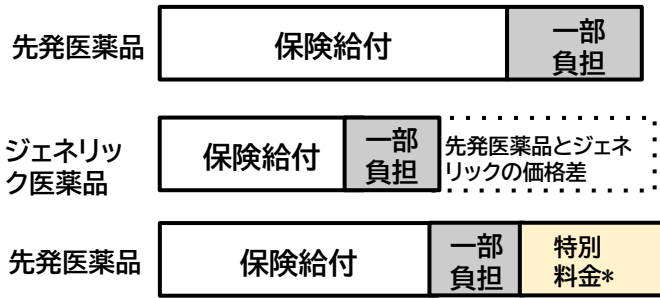 先発医薬品
保険給付
一部
負担
ジェネリッ
ク医薬品
保険給付
一部
負担
先発医薬品とジェネ
リックの価格差
先発医薬品
保険給付
一部
負担
特別
料金*